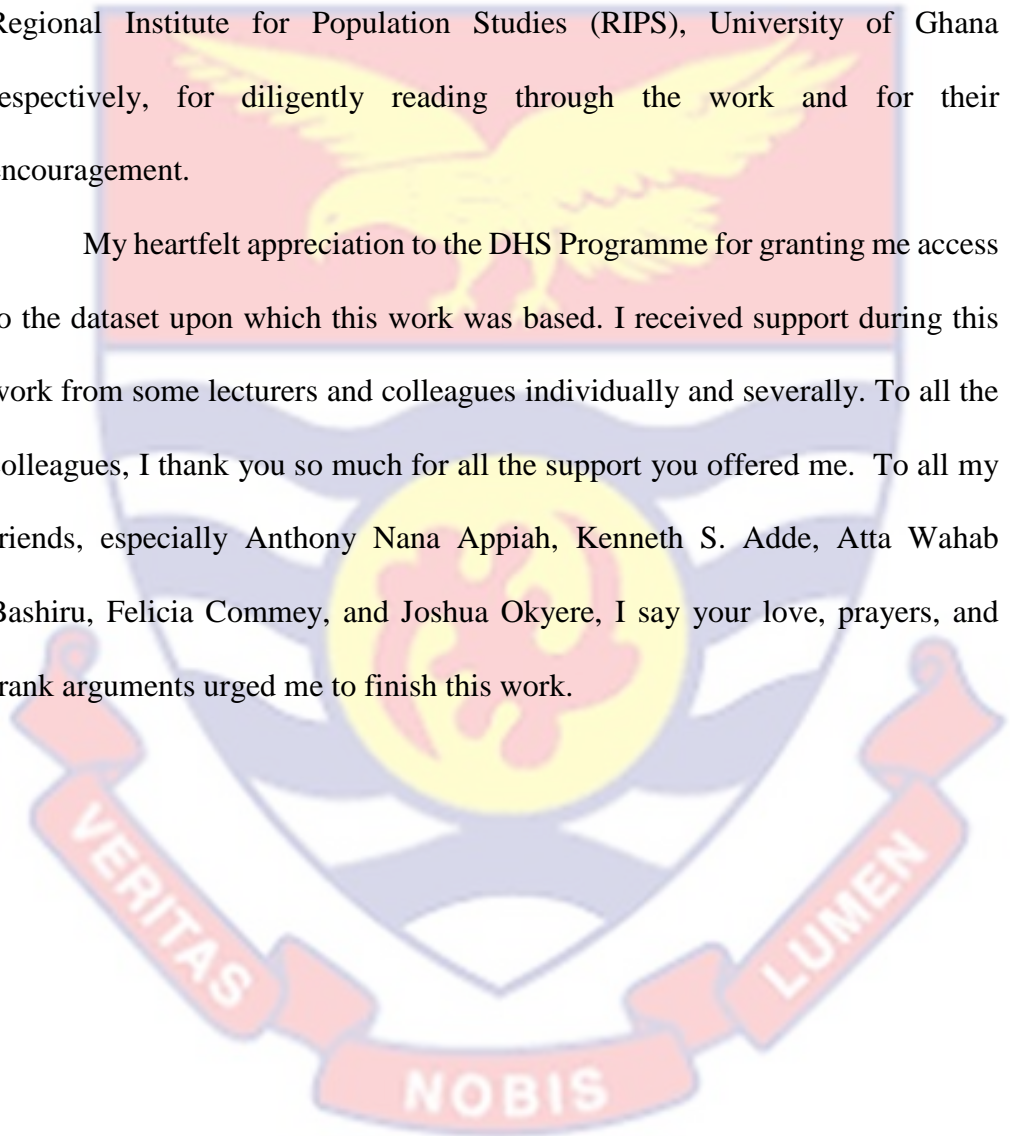 Regional Institute for Population Studies (RIPS), University of Ghana
respectively, for diligently reading through the work and for their
encouragement.
My heartfelt appreciation to the DHS Programme for granting me access
to the dataset upon which this work was based. I received support during this
work from some lecturers and colleagues individually and severally. To all the
colleagues, I thank you so much for all the support you offered me. To all my
friends, especially Anthony Nana Appiah, Kenneth S. Adde, Atta Wahab
Bashiru, Felicia Commey, and Joshua Okyere, I say your love, prayers, and
frank arguments urged me to finish this work.
VERITAS
NOBIS
LUMEN